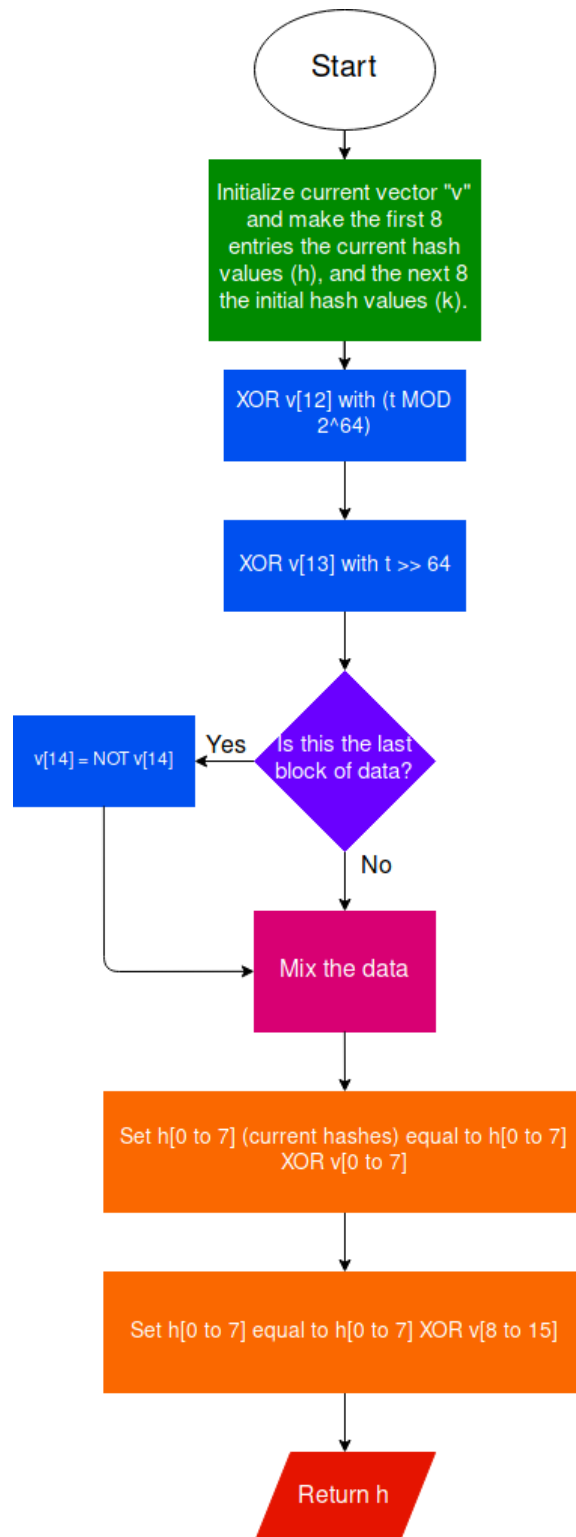 Start
Initialize current vector "v"
and make the first 8
entries the current hash
values (h), and the next 8
the initial hash values (k).
XOR v[12] with (t MOD
2^64)
XOR v[13] with t >> 64
Is this the last
block of data?
Yes
v[14] = NOT v[14]
No
Mix the data
Set h[0 to 7] (current hashes) equal to h[0 to 7]
XOR v[0 to 7]
Set h[0 to 7] equal to h[0 to 7] XOR v[8 to 15]
Return h